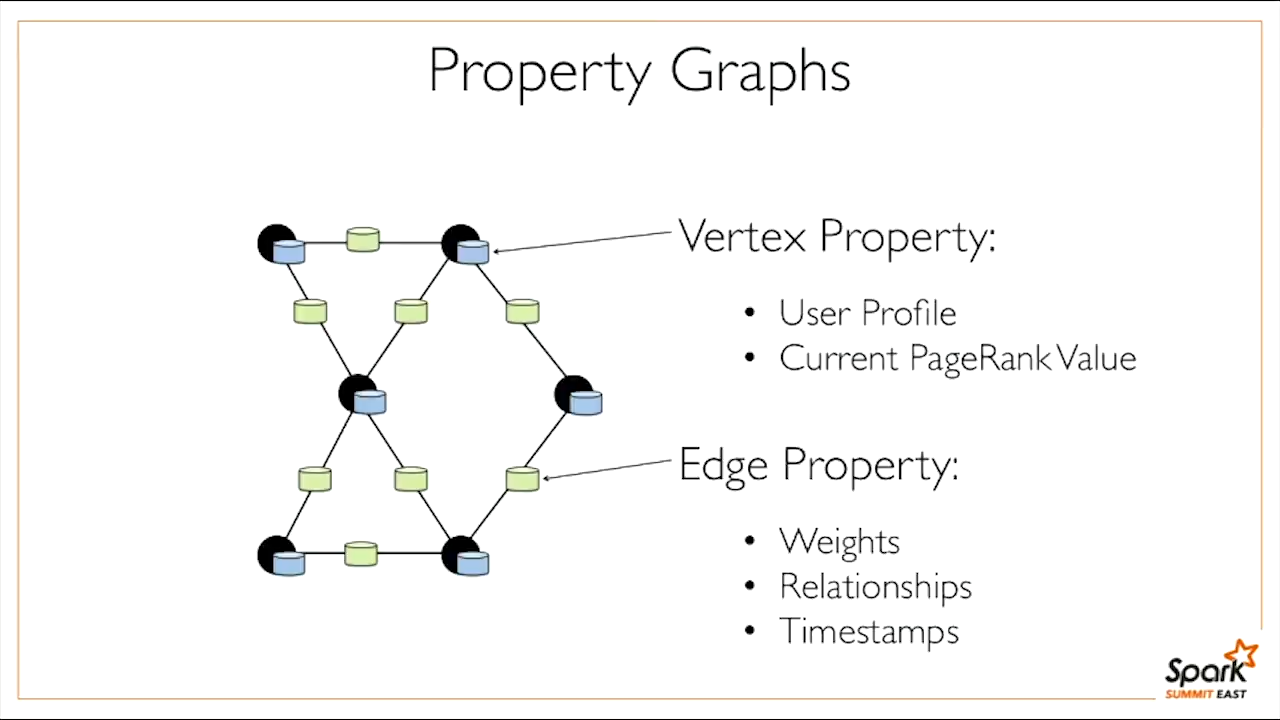 Property Graphs
Vertex Property:
• User Profile
• Current PageRank Value
Edge Property:
• Weights
• Relationships
• Timestamps
Spark
SUMMIT EAST